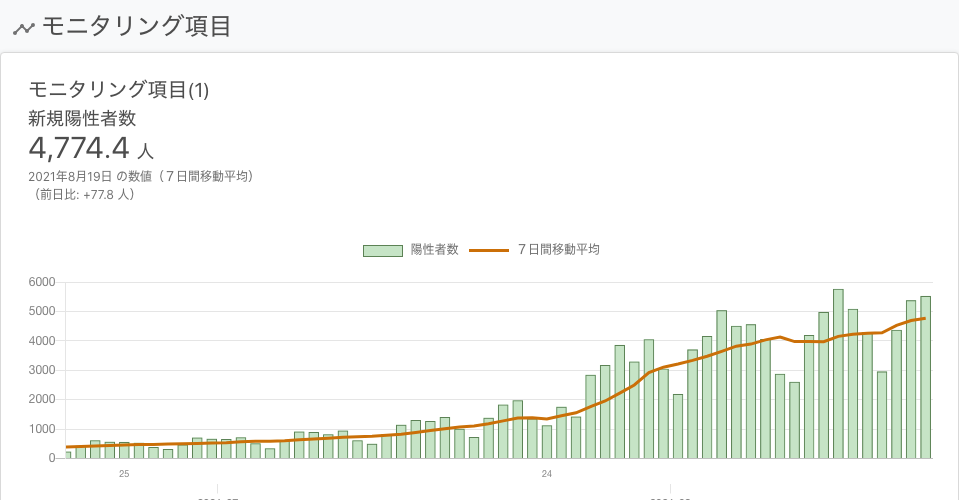 モニタリング項目
モニタリング項目(1)
新規陽性者数
4,774.4 人
2021年8月19日 の数値（７日間移動平均）
（前日比: +77.8 人）
陽性者数 ７日間移動平均
6000
5000
4000
3000
2000
1000
0
25 24